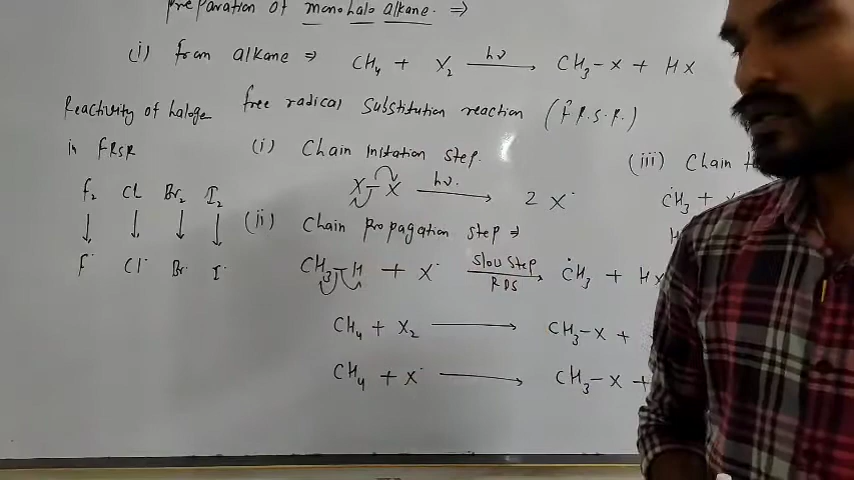 Preparation of monohalo alkane. ⇒
(i) from alkane ⇒ CH₄ + X₂ —hν→ CH₃–X + HX
free radical Substitution reaction (F.R.S.R.)
Reactivity of haloge
in FRSR
F₂ Cl Br₂ I₂
↓ ↓ ↓ ↓
F˙ Cl˙ Br˙ I˙
(i) Chain Initation step.
X–X —hν.→ 2X˙
(ii) Chain Propagation step ⇒
CH₃–H + X˙ —Slow Step RDS→ ĊH₃ + HX
CH₄ + X₂ ⟶ CH₃–X +
CH₄ + X˙ ⟶ CH₃–X +
(iii) Chain
ĊH₃ +